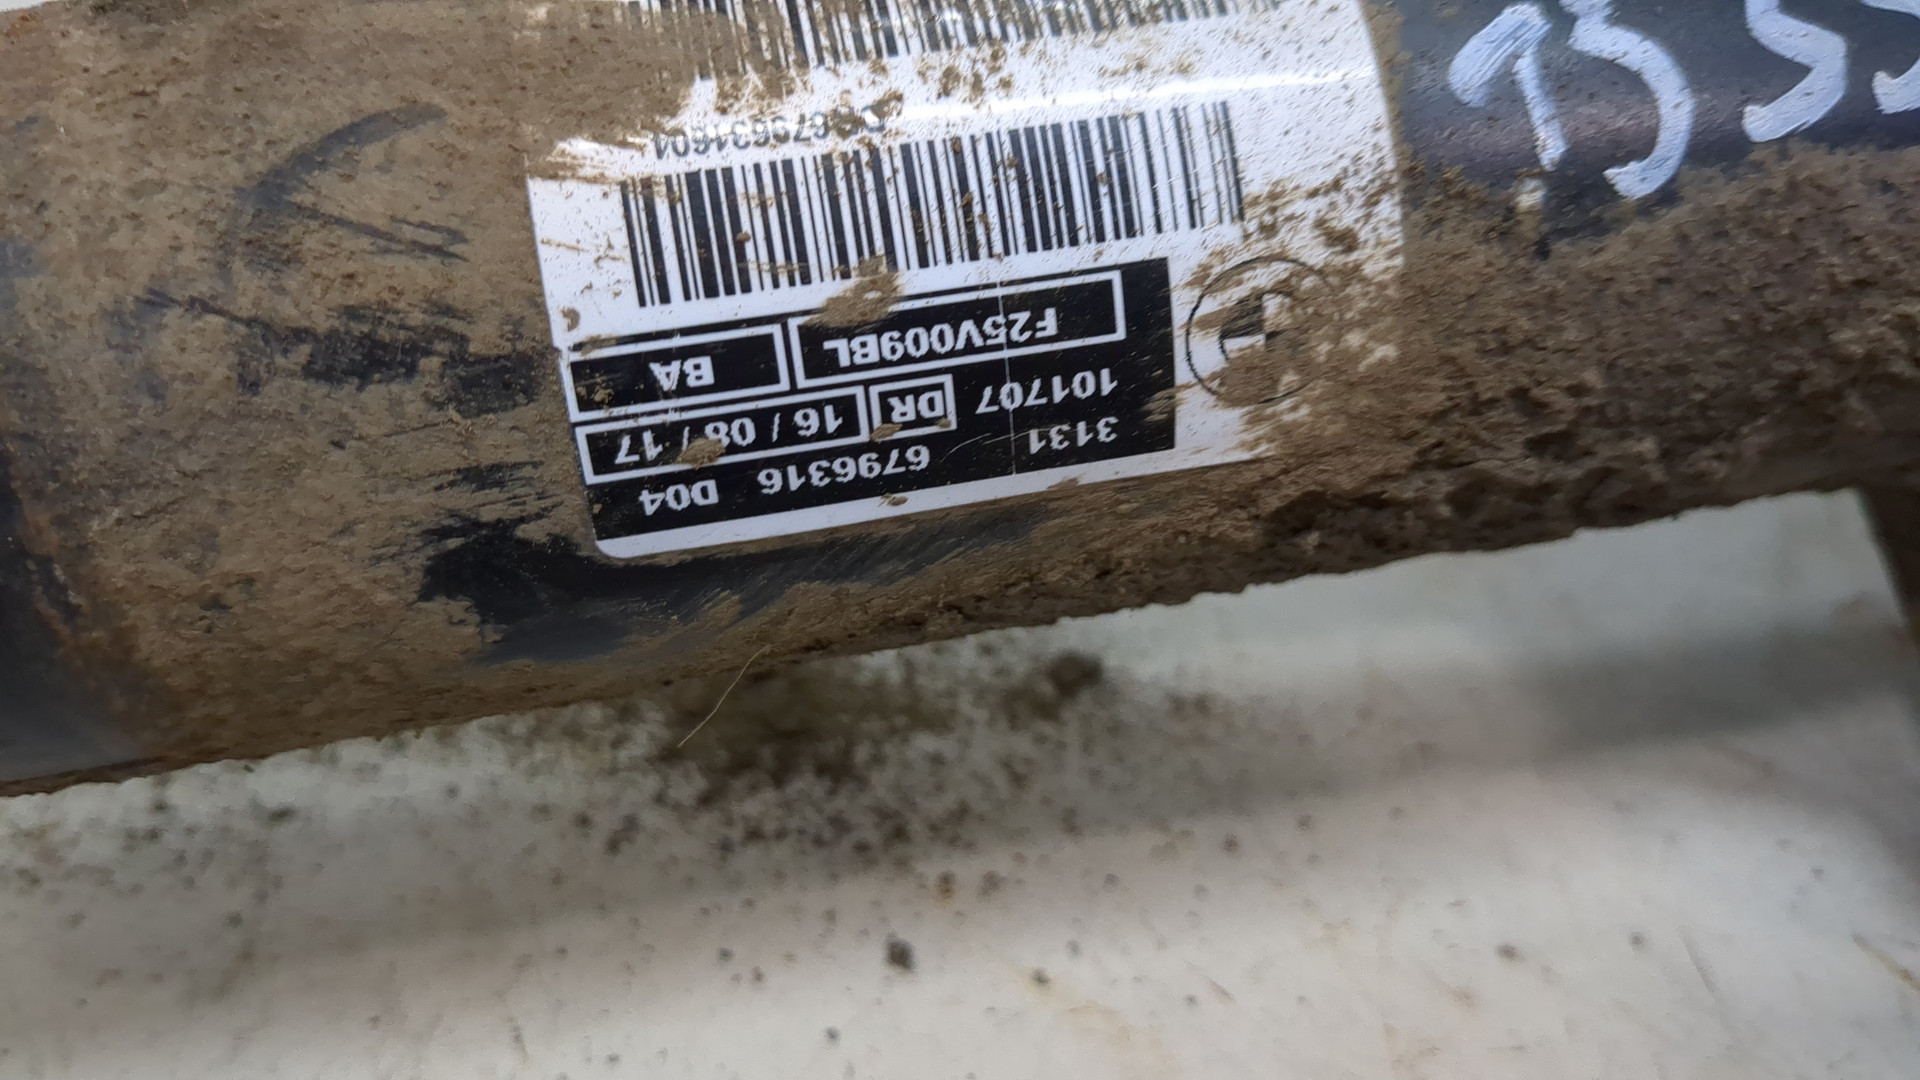 3131 6796316 D04
101707 DR 16 / 08 / 17
F25V009BL BA